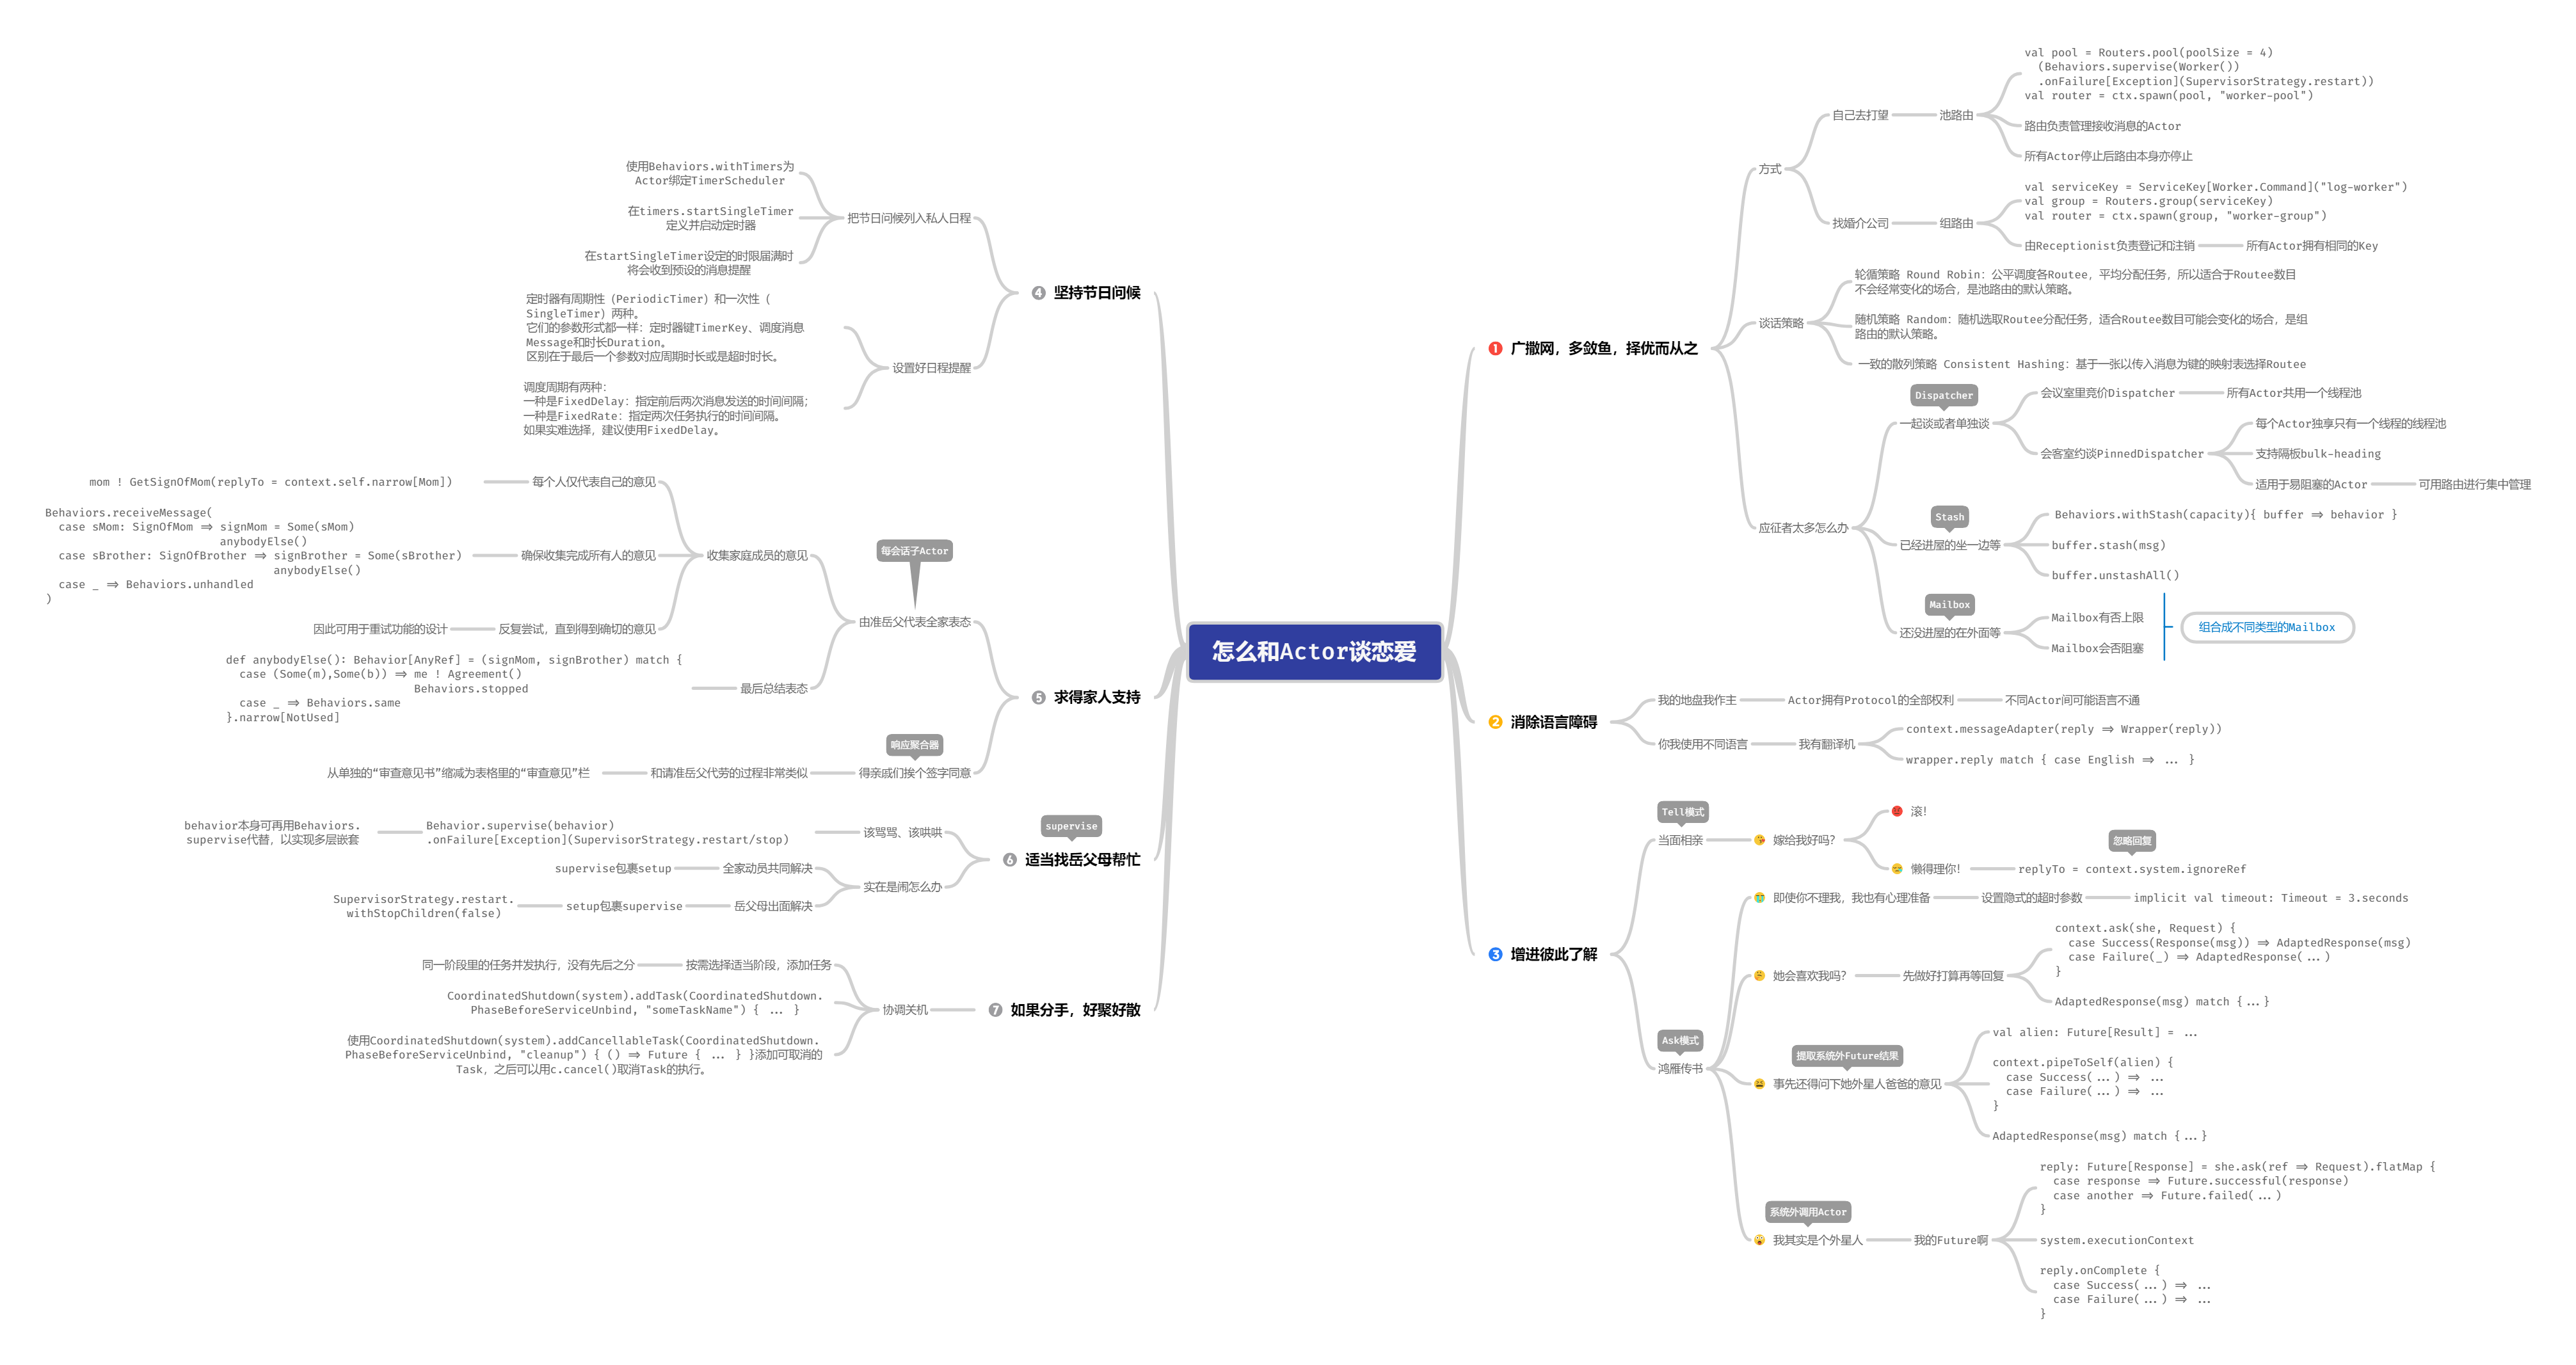 怎么和Actor谈恋爱
1 广撒网，多敛鱼，择优而从之
方式
自己去打望
池路由
val pool = Routers.pool(poolSize = 4)
(Behaviors.supervise(Worker())
.onFailure[Exception](SupervisorStrategy.restart))
val router = ctx.spawn(pool, "worker-pool")
路由负责管理接收消息的Actor
所有Actor停止后路由本身亦停止
找婚介公司
组路由
val serviceKey = ServiceKey[Worker.Command]("log-worker")
val group = Routers.group(serviceKey)
val router = ctx.spawn(group, "worker-group")
由Receptionist负责登记和注销
所有Actor拥有相同的Key
谈话策略
轮循策略 Round Robin：公平调度各Routee，平均分配任务，所以适合于Routee数目
不会经常变化的场合，是池路由的默认策略。
随机策略 Random：随机选取Routee分配任务，适合Routee数目可能会变化的场合，是组
路由的默认策略。
一致的散列策略 Consistent Hashing：基于一张以传入消息为键的映射表选择Routee
应征者太多怎么办
Dispatcher
一起谈或者单独谈
会议室里竞价Dispatcher
所有Actor共用一个线程池
会客室约谈PinnedDispatcher
每个Actor独享只有一个线程的线程池
支持隔板bulk-heading
适用于易阻塞的Actor
可用路由进行集中管理
Stash
已经进屋的坐一边等
Behaviors.withStash(capacity){ buffer ⇒ behavior }
buffer.stash(msg)
buffer.unstashAll()
Mailbox
还没进屋的在外面等
Mailbox有否上限
Mailbox会否阻塞
组合成不同类型的Mailbox
2 消除语言障碍
我的地盘我作主
Actor拥有Protocol的全部权利
不同Actor间可能语言不通
你我使用不同语言
我有翻译机
context.messageAdapter(reply ⇒ Wrapper(reply))
wrapper.reply match { case English ⇒ ... }
3 增进彼此了解
Tell模式
当面相亲
嫁给我好吗？
滚！
懒得理你！
忽略回复
replyTo = context.system.ignoreRef
Ask模式
鸿雁传书
即使你不理我，我也有心理准备
设置隐式的超时参数
implicit val timeout: Timeout = 3.seconds
她会喜欢我吗？
先做好打算再等回复
context.ask(she, Request) {
case Success(Response(msg)) ⇒ AdaptedResponse(msg)
case Failure(_) ⇒ AdaptedResponse(...)
}
AdaptedResponse(msg) match {...}
提取系统外Future结果
事先还得问下她外星人爸爸的意见
val alien: Future[Result] = ...
context.pipeToSelf(alien) {
case Success(...) ⇒ ...
case Failure(...) ⇒ ...
}
AdaptedResponse(msg) match {...}
系统外调用Actor
我其实是个外星人
我的Future啊
reply: Future[Response] = she.ask(ref ⇒ Request).flatMap {
case response ⇒ Future.successful(response)
case another ⇒ Future.failed(...)
}
system.executionContext
reply.onComplete {
case Success(...) ⇒ ...
case Failure(...) ⇒ ...
}
4 坚持节日问候
把节日问候列入私人日程
使用Behaviors.withTimers为
Actor绑定TimerScheduler
在timers.startSingleTimer
定义并启动定时器
在startSingleTimer设定的时限届满时
将会收到预设的消息提醒
设置好日程提醒
定时器有周期性（PeriodicTimer）和一次性（
SingleTimer）两种。
它们的参数形式都一样：定时器键TimerKey、调度消息
Message和时长Duration。
区别在于最后一个参数对应周期时长或是超时时长。
调度周期有两种：
一种是FixedDelay：指定前后两次消息发送的时间间隔；
一种是FixedRate：指定两次任务执行的时间间隔。
如果实难选择，建议使用FixedDelay。
5 求得家人支持
每会话子Actor
由准岳父代表全家表态
收集家庭成员的意见
每个人仅代表自己的意见
mom ! GetSignOfMom(replyTo = context.self.narrow[Mom])
确保收集完成所有人的意见
Behaviors.receiveMessage(
case sMom: SignOfMom ⇒ signMom = Some(sMom)
anybodyElse()
case sBrother: SignOfBrother ⇒ signBrother = Some(sBrother)
anybodyElse()
case _ ⇒ Behaviors.unhandled
)
反复尝试，直到得到确切的意见
因此可用于重试功能的设计
最后总结表态
def anybodyElse(): Behavior[AnyRef] = (signMom, signBrother) match {
case (Some(m),Some(b)) ⇒ me ! Agreement()
Behaviors.stopped
case _ ⇒ Behaviors.same
}.narrow[NotUsed]
响应聚合器
得亲戚们挨个签字同意
和请准岳父代劳的过程非常类似
从单独的“审查意见书”缩减为表格里的“审查意见”栏
supervise
6 适当找岳父母帮忙
该骂骂、该哄哄
Behavior.supervise(behavior)
.onFailure[Exception](SupervisorStrategy.restart/stop)
behavior本身可再用Behaviors.
supervise代替，以实现多层嵌套
实在是闹怎么办
全家动员共同解决
supervise包裹setup
岳父母出面解决
setup包裹supervise
SupervisorStrategy.restart.
withStopChildren(false)
7 如果分手，好聚好散
协调关机
按需选择适当阶段，添加任务
同一阶段里的任务并发执行，没有先后之分
CoordinatedShutdown(system).addTask(CoordinatedShutdown.
PhaseBeforeServiceUnbind, "someTaskName") { ... }
使用CoordinatedShutdown(system).addCancellableTask(CoordinatedShutdown.
PhaseBeforeServiceUnbind, "cleanup") { () ⇒ Future { ... } }添加可取消的
Task，之后可以用c.cancel()取消Task的执行。